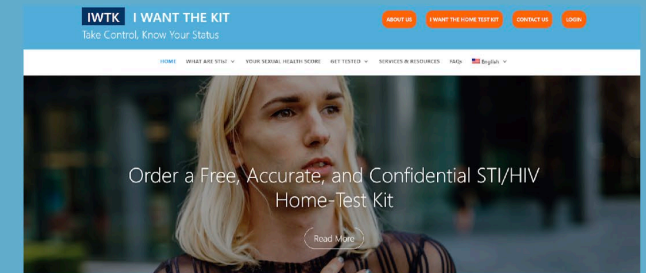 IWTK I WANT THE KIT
Take Control, Know Your Status
ABOUT US I WANT THE HOME TEST KIT CONTACT US LOGIN
HOME WHAT ARE STIs? YOUR SEXUAL HEALTH SCORE GET TESTED SERVICES & RESOURCES FAQs English
Order a Free, Accurate, and Confidential STI/HIV
Home-Test Kit
Read More